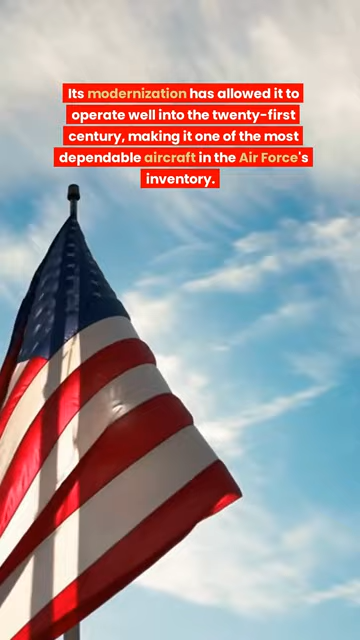 Its modernization has allowed it to
operate well into the twenty-first
century, making it one of the most
dependable aircraft in the Air Force's
inventory.